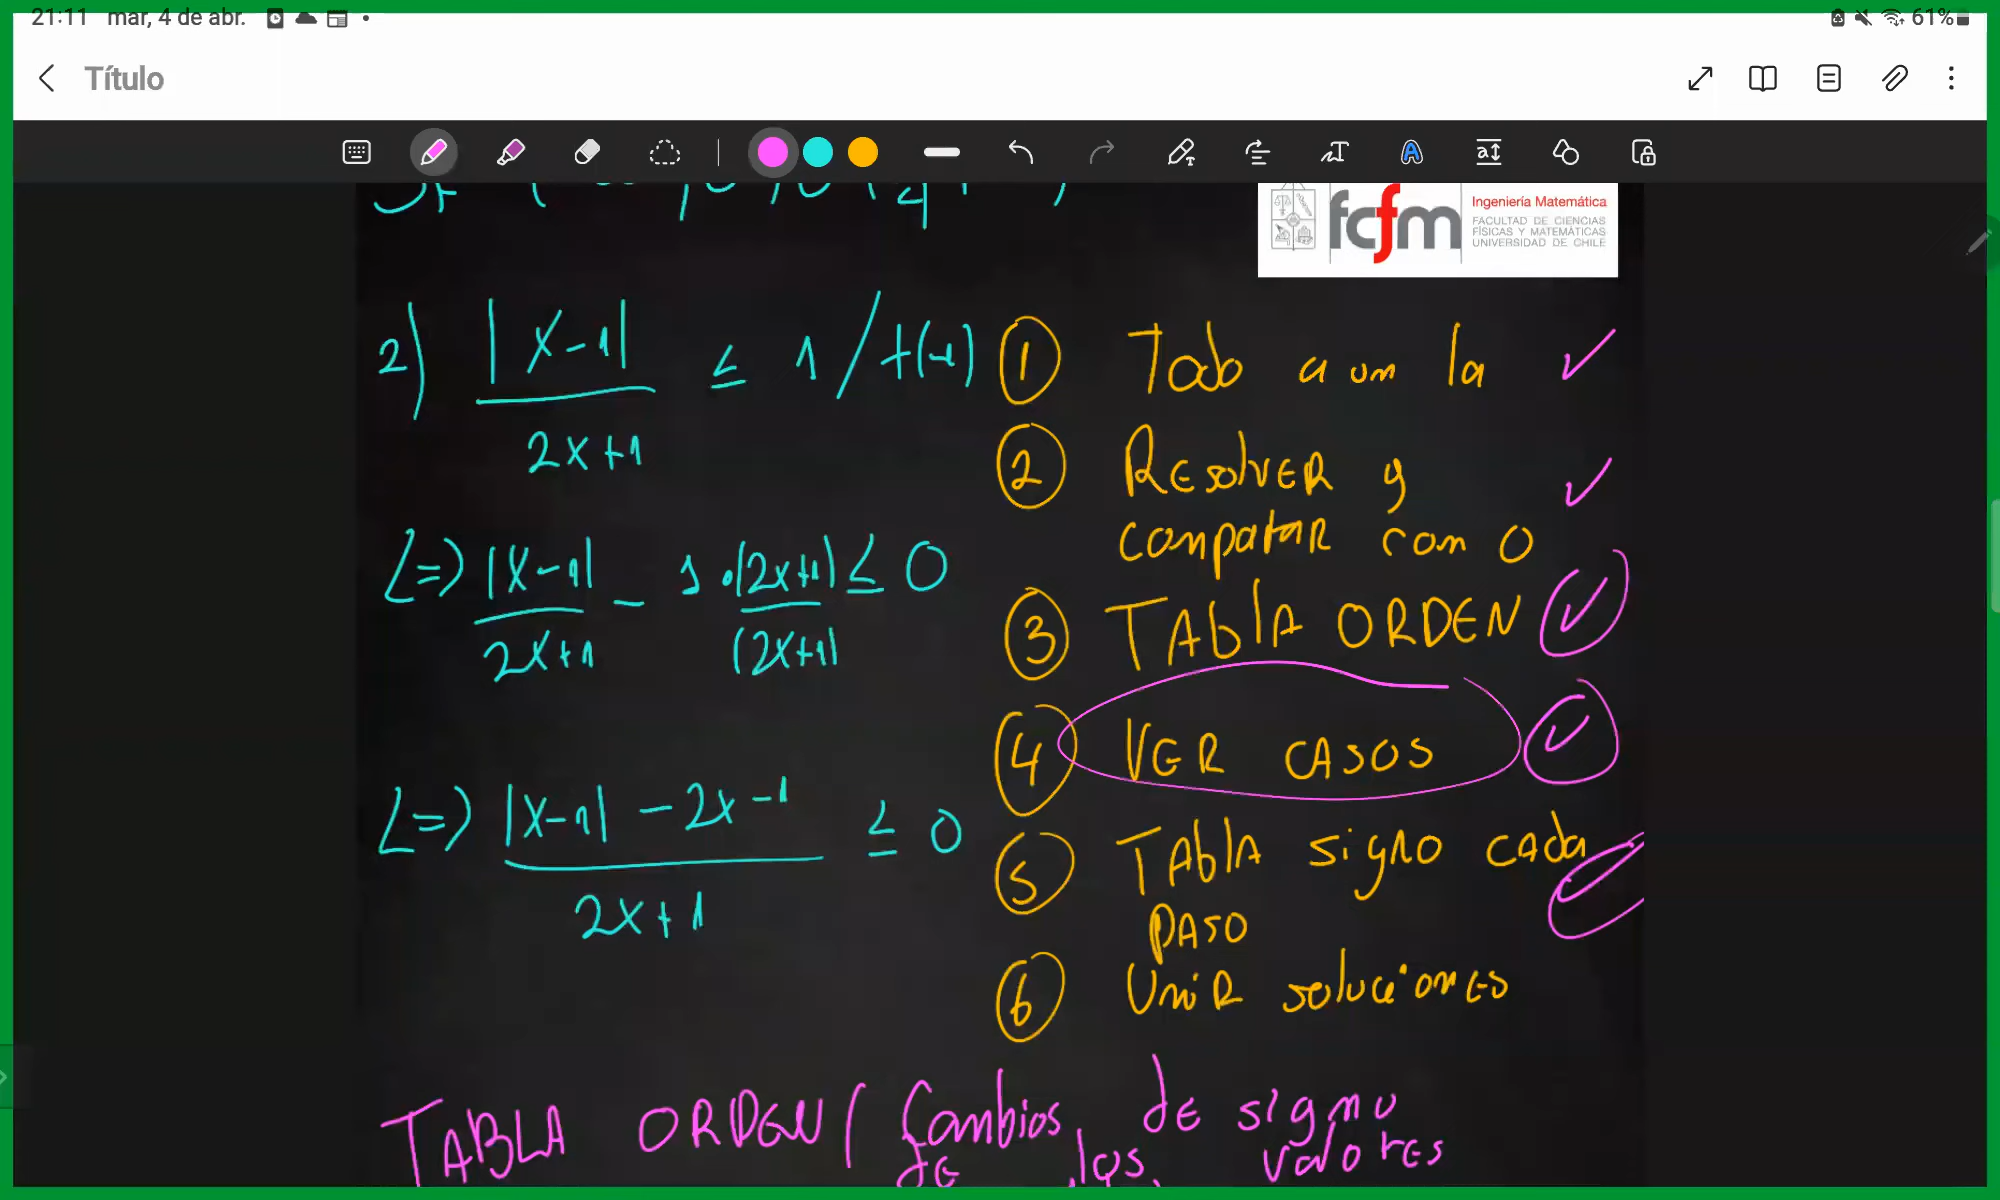 21:11 mar, 4 de abr.
61%
Título
fcfm
Ingeniería Matemática
FACULTAD DE CIENCIAS
FÍSICAS Y MATEMÁTICAS
UNIVERSIDAD DE CHILE
2) |x-1| / 2x+1 ≤ 1 /+(-1)
<=> |x-1| / 2x+1 - 1·(2x+1) / (2x+1) ≤ 0
<=> |x-1| -2x-1 / 2x+1 ≤ 0
① Todo a un la ✓
② RESOLVER y ✓
compatar con 0
③ TABLA ORDEN ✓
④ VER CASOS ✓
⑤ TABLA signo cada
PASO
⑥ UNIR soluciones
TABLA ORDEN / Cambios de signo
de los valores